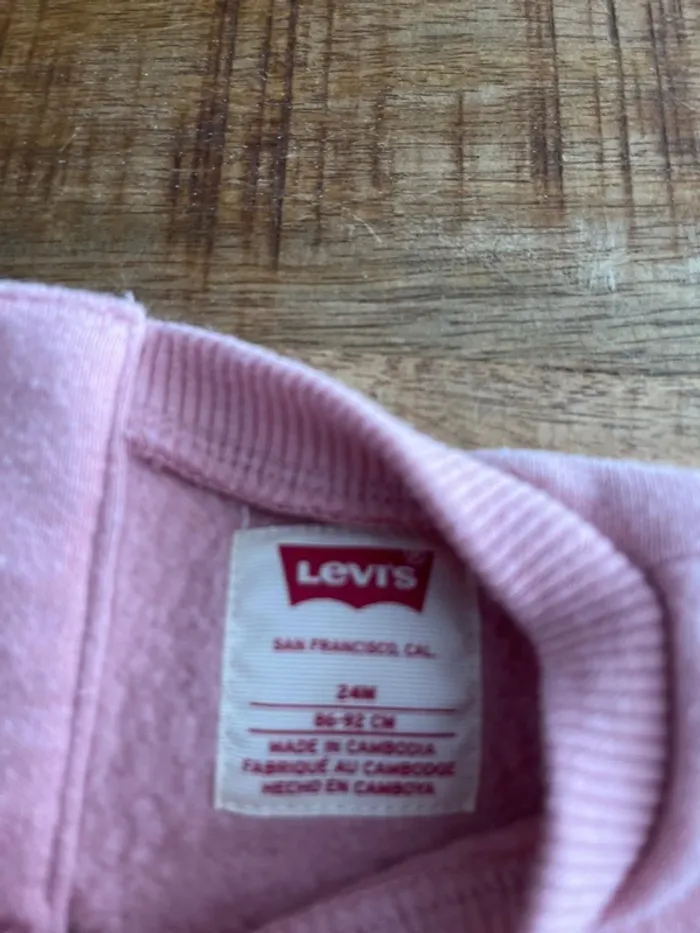 Levi's
SAN FRANCISCO, CAL.
24M
86-92 CM
MADE IN CAMBODIA
FABRIQUÉ AU CAMBODGE
HECHO EN CAMBOYA